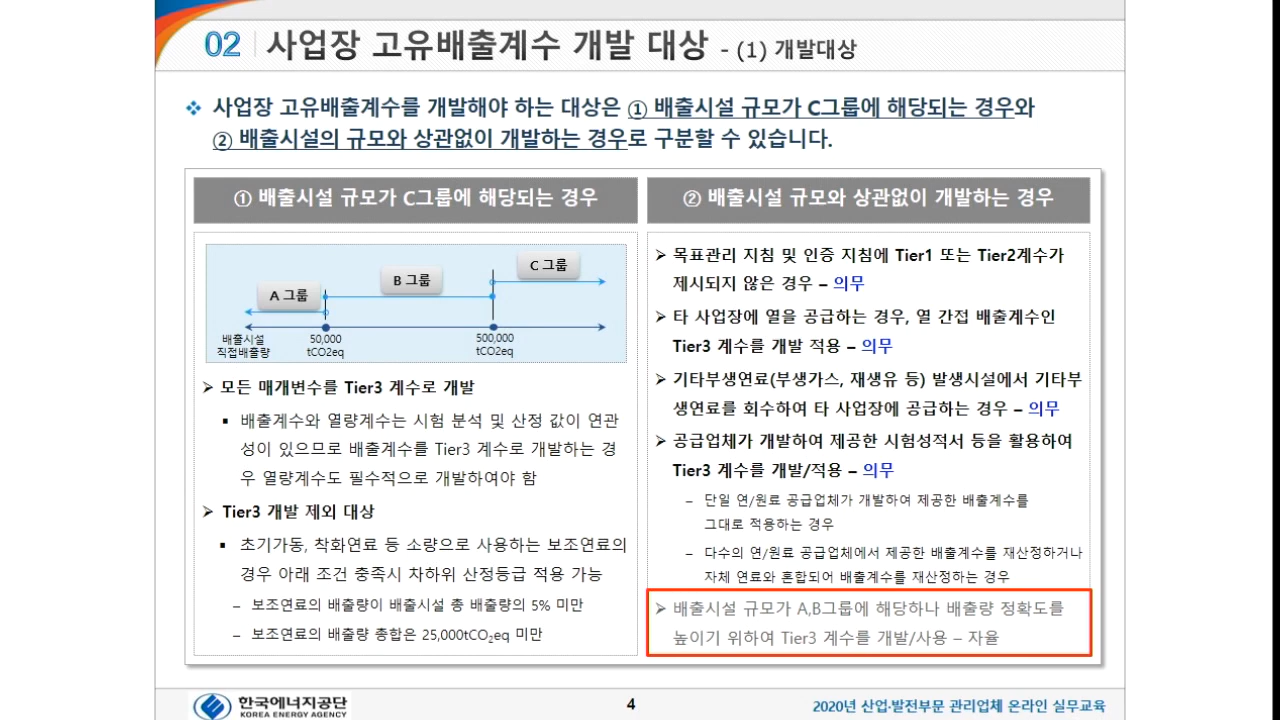 02 사업장 고유배출계수 개발 대상 - (1) 개발대상
❖ 사업장 고유배출계수를 개발해야 하는 대상은 ① 배출시설 규모가 C그룹에 해당되는 경우와
② 배출시설의 규모와 상관없이 개발하는 경우로 구분할 수 있습니다.
① 배출시설 규모가 C그룹에 해당되는 경우
A 그룹
B 그룹
C 그룹
배출시설
직접배출량
50,000
tCO2eq
500,000
tCO2eq
➢ 모든 매개변수를 Tier3 계수로 개발
▪ 배출계수와 열량계수는 시험 분석 및 산정 값이 연관
성이 있으므로 배출계수를 Tier3 계수로 개발하는 경
우 열량계수도 필수적으로 개발하여야 함
➢ Tier3 개발 제외 대상
▪ 초기가동, 착화연료 등 소량으로 사용하는 보조연료의
경우 아래 조건 충족시 차하위 산정등급 적용 가능
– 보조연료의 배출량이 배출시설 총 배출량의 5% 미만
– 보조연료의 배출량 총합은 25,000tCO₂eq 미만
② 배출시설 규모와 상관없이 개발하는 경우
➢ 목표관리 지침 및 인증 지침에 Tier1 또는 Tier2계수가
제시되지 않은 경우 – 의무
➢ 타 사업장에 열을 공급하는 경우, 열 간접 배출계수인
Tier3 계수를 개발 적용 – 의무
➢ 기타부생연료(부생가스, 재생유 등) 발생시설에서 기타부
생연료를 회수하여 타 사업장에 공급하는 경우 – 의무
➢ 공급업체가 개발하여 제공한 시험성적서 등을 활용하여
Tier3 계수를 개발/적용 – 의무
– 단일 연/원료 공급업체가 개발하여 제공한 배출계수를
그대로 적용하는 경우
– 다수의 연/원료 공급업체에서 제공한 배출계수를 재산정하거나
자체 연료와 혼합되어 배출계수를 재산정하는 경우
➢ 배출시설 규모가 A,B그룹에 해당하나 배출량 정확도를
높이기 위하여 Tier3 계수를 개발/사용 – 자율
한국에너지공단
KOREA ENERGY AGENCY
4
2020년 산업·발전부문 관리업체 온라인 실무교육